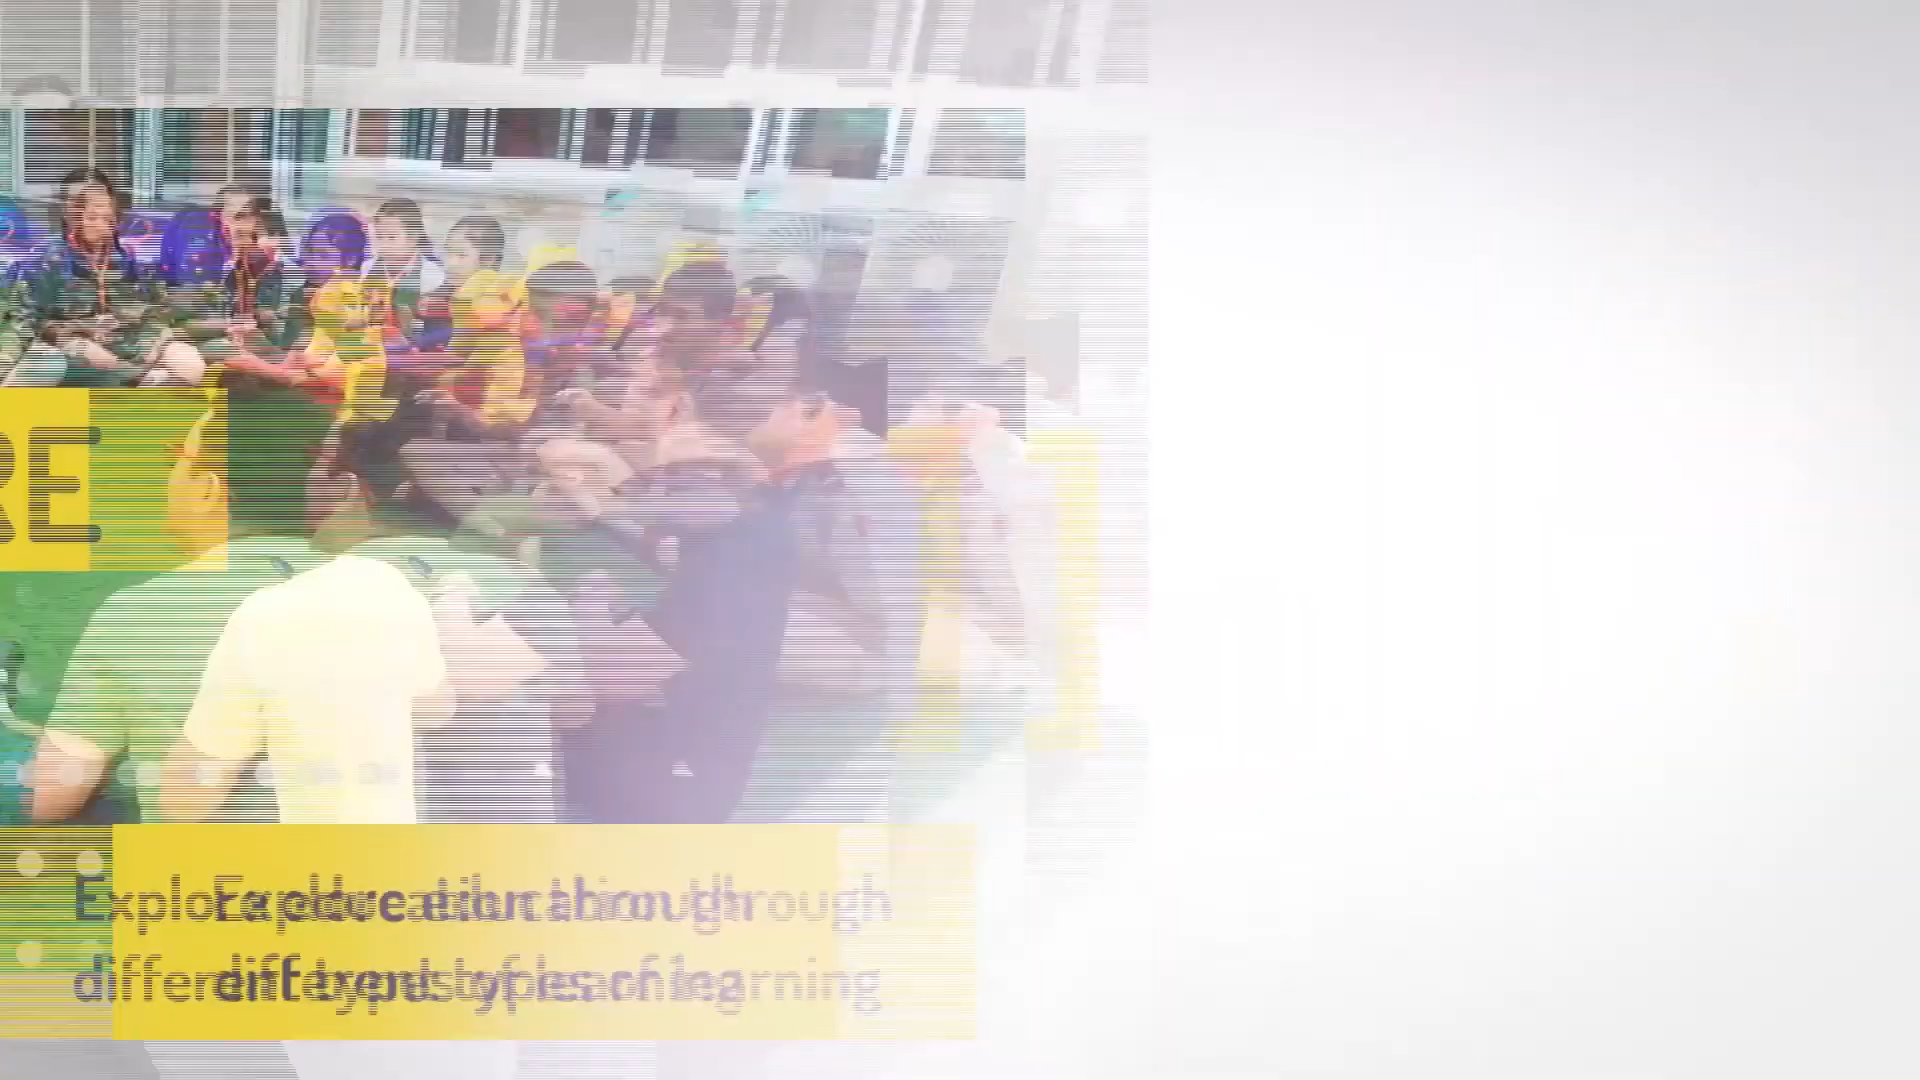 RE
Explore education through
different types of learning